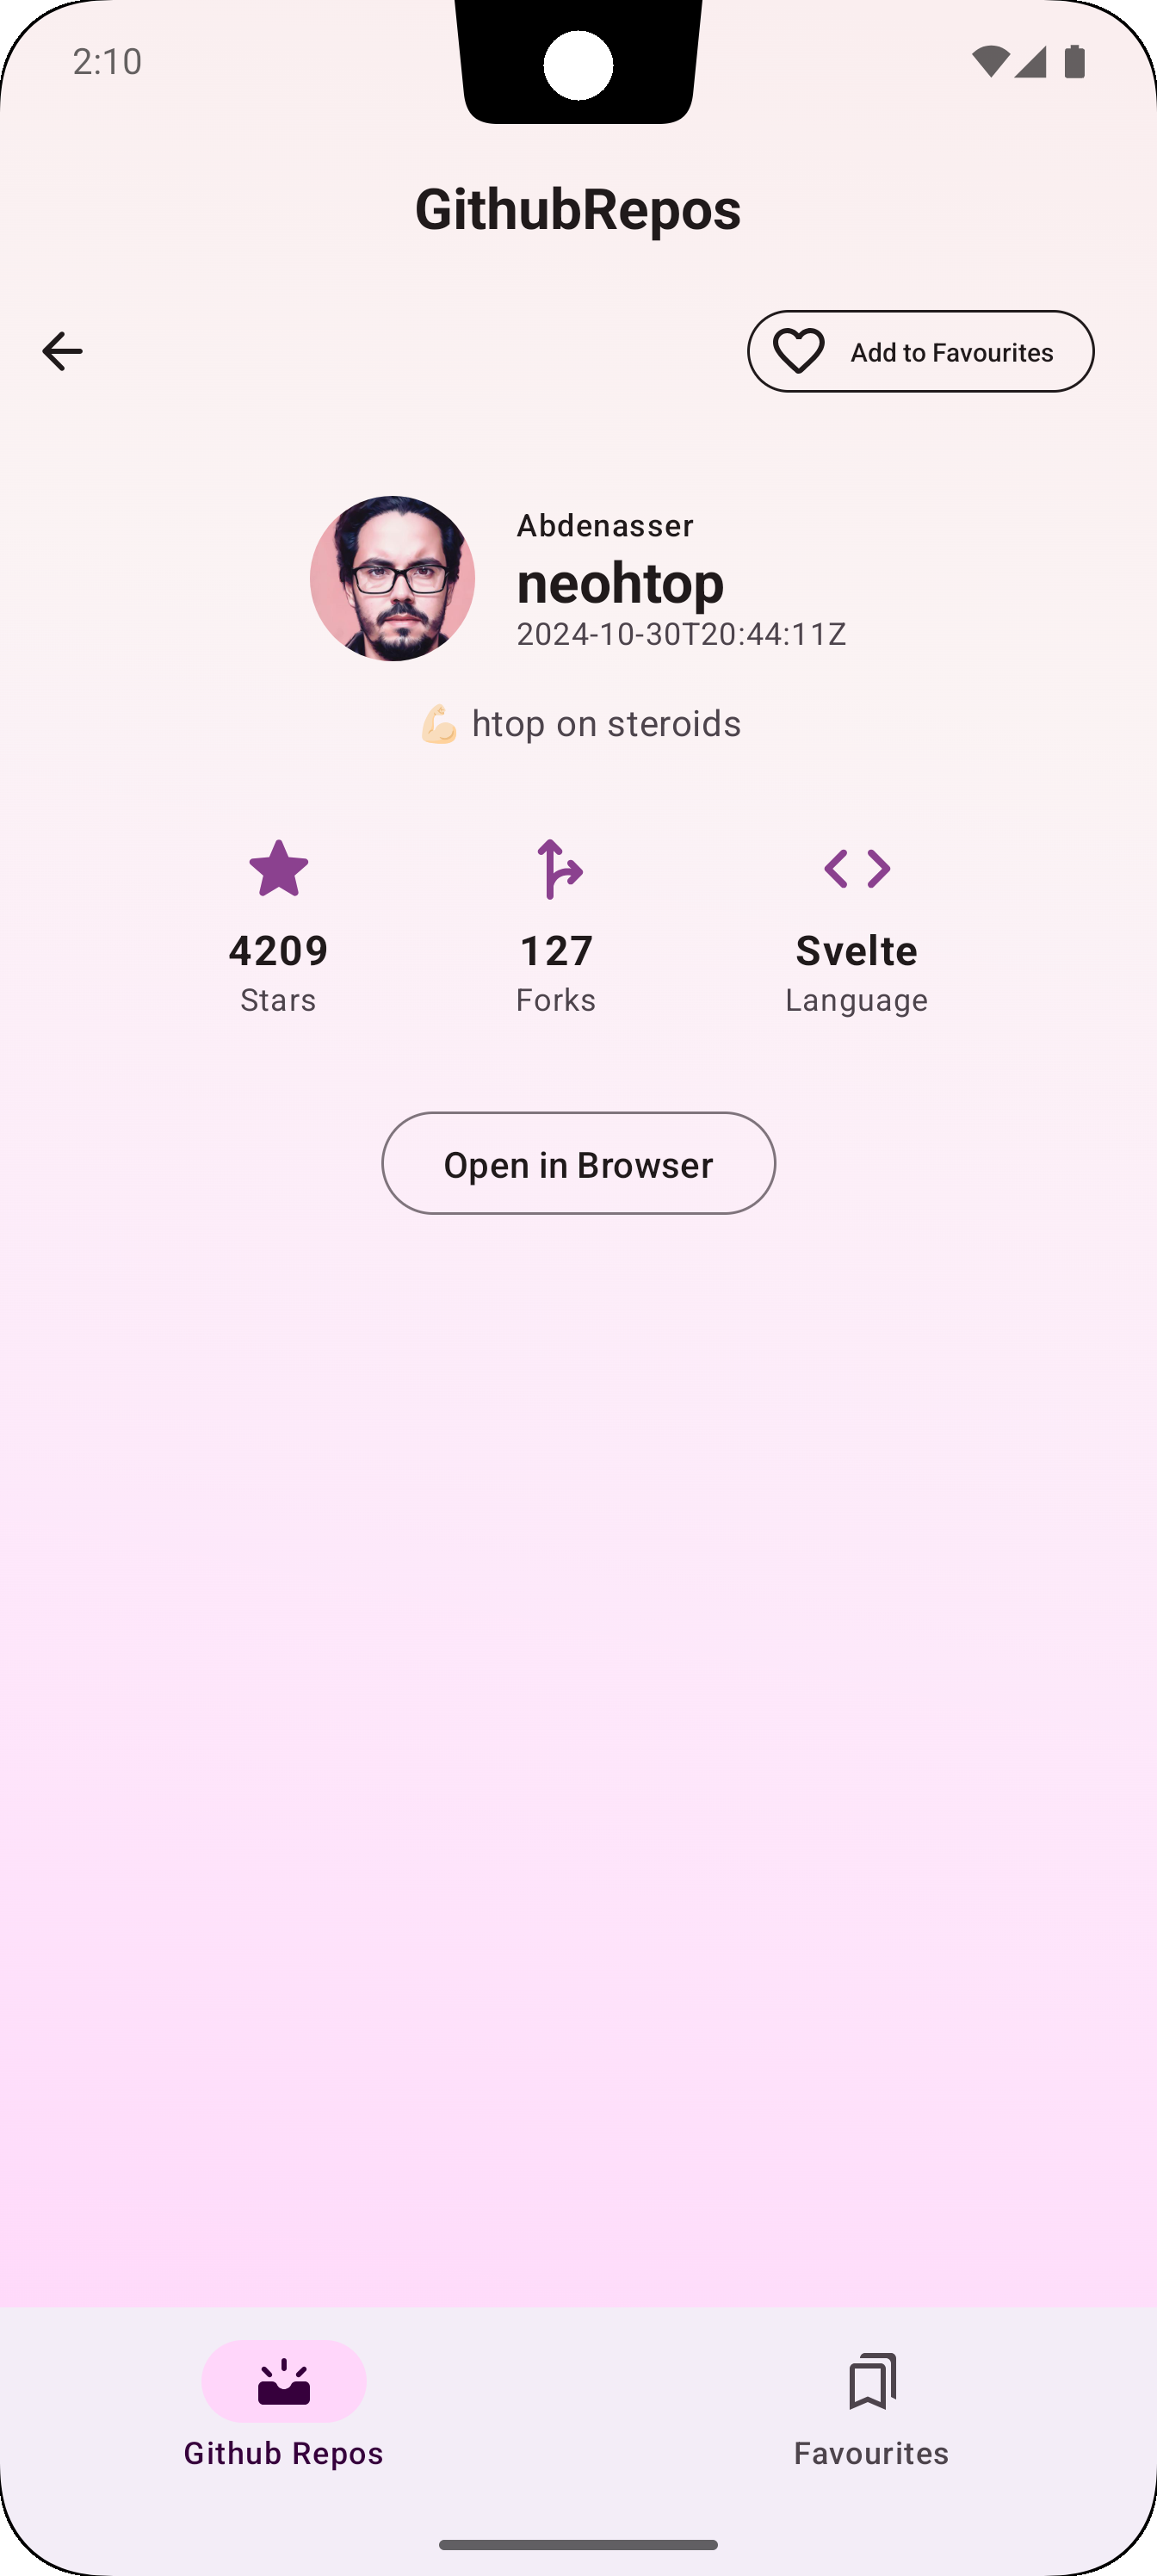 2:10
GithubRepos
Add to Favourites
Abdenasser
neohtop
2024-10-30T20:44:11Z
💪🏻 htop on steroids
4209
Stars
127
Forks
Svelte
Language
Open in Browser
Github Repos
Favourites